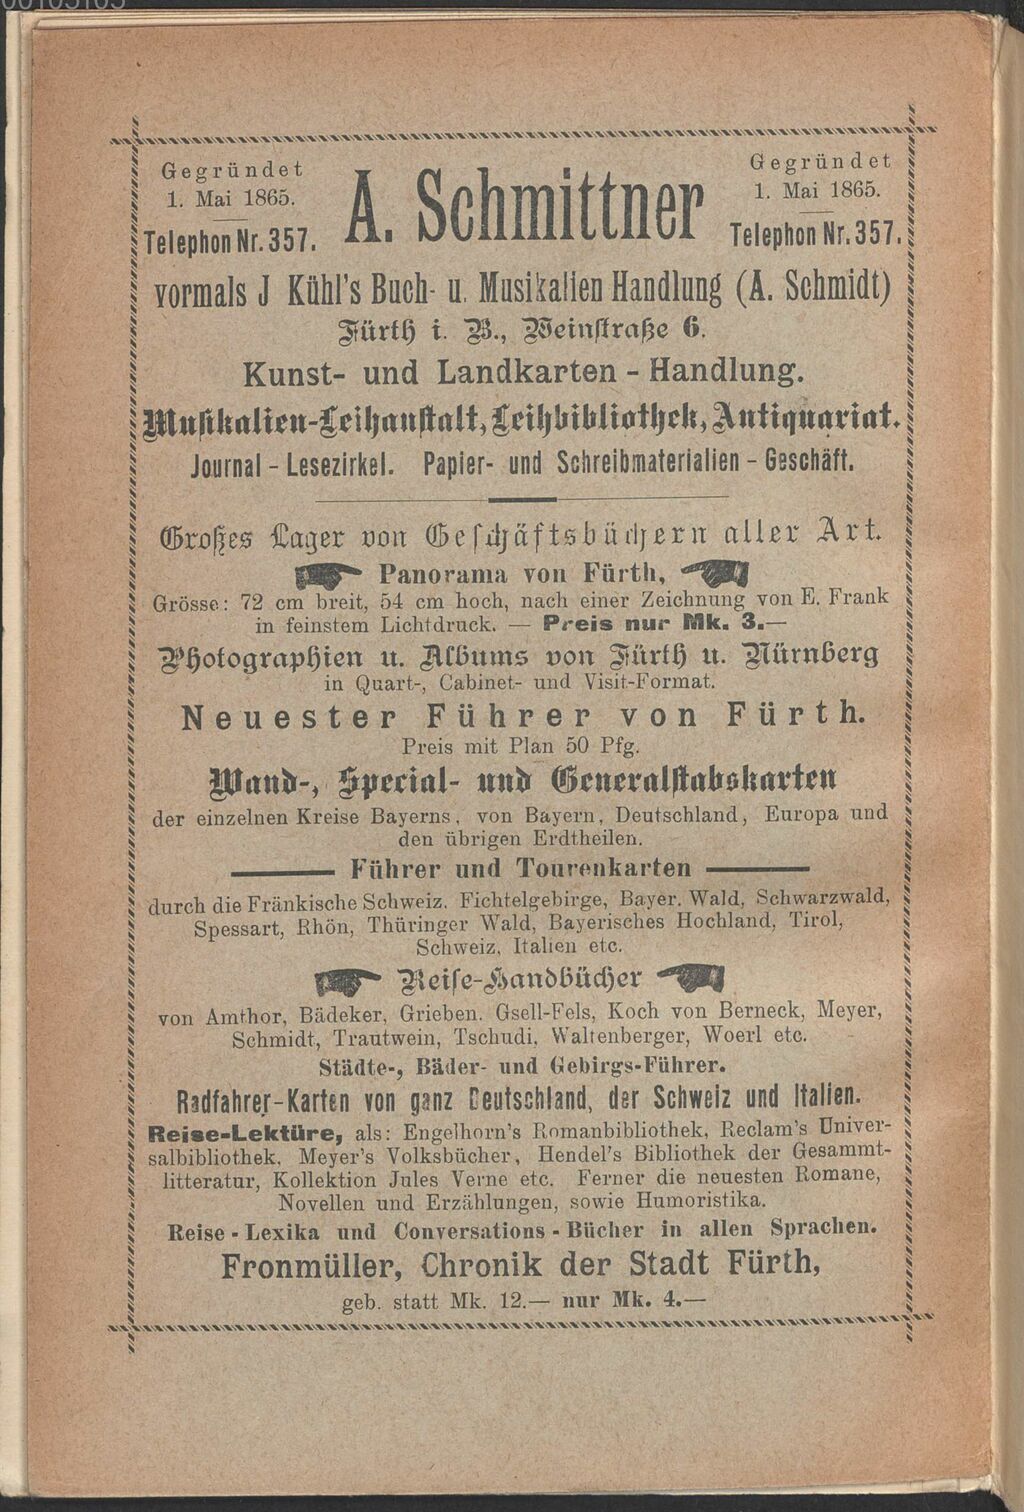 00103103
Gegründet
1. Mai 1865.
Telephon Nr. 357.
A. Schmittner
Gegründet
1. Mai 1865.
Telephon Nr. 357.
vormals J Kühl's Buch- u. Musikalien Handlung (A. Schmidt)
Fürth i. B., Weinstraße 6.
Kunst- und Landkarten - Handlung.
Musikalien-Leihanstalt, Leihbibliothek, Antiquariat.
Journal - Lesezirkel. Papier- und Schreibmaterialien - Geschäft.
Großes Lager von Geschäftsbüchern aller Art.
Panorama von Fürth,
Grösse: 72 cm breit, 54 cm hoch, nach einer Zeichnung von E. Frank
in feinstem Lichtdruck. — Preis nur Mk. 3.—
Photographien u. Albums von Fürth u. Nürnberg
in Quart-, Cabinet- und Visit-Format.
Neuester Führer von Fürth.
Preis mit Plan 50 Pfg.
Wand-, Special- und Generalstabskarten
der einzelnen Kreise Bayerns, von Bayern, Deutschland, Europa und
den übrigen Erdtheilen.
Führer und Tourenkarten
durch die Fränkische Schweiz, Fichtelgebirge, Bayer. Wald, Schwarzwald,
Spessart, Rhön, Thüringer Wald, Bayerisches Hochland, Tirol,
Schweiz, Italien etc.
Reise-Handbücher
von Amthor, Bädeker, Grieben, Gsell-Fels, Koch von Berneck, Meyer,
Schmidt, Trautwein, Tschudi, Waltenberger, Woerl etc.
Städte-, Bäder- und Gebirgs-Führer.
Radfahrer-Karten von ganz Deutschland, der Schweiz und Italien.
Reise-Lektüre, als: Engelhorn's Romanbibliothek, Reclam's Univer-
salbibliothek, Meyer's Volksbücher, Hendel's Bibliothek der Gesammt-
litteratur, Kollektion Jules Verne etc. Ferner die neuesten Romane,
Novellen und Erzählungen, sowie Humoristika.
Reise - Lexika und Conversations - Bücher in allen Sprachen.
Fronmüller, Chronik der Stadt Fürth,
geb. statt Mk. 12.— nur Mk. 4.—